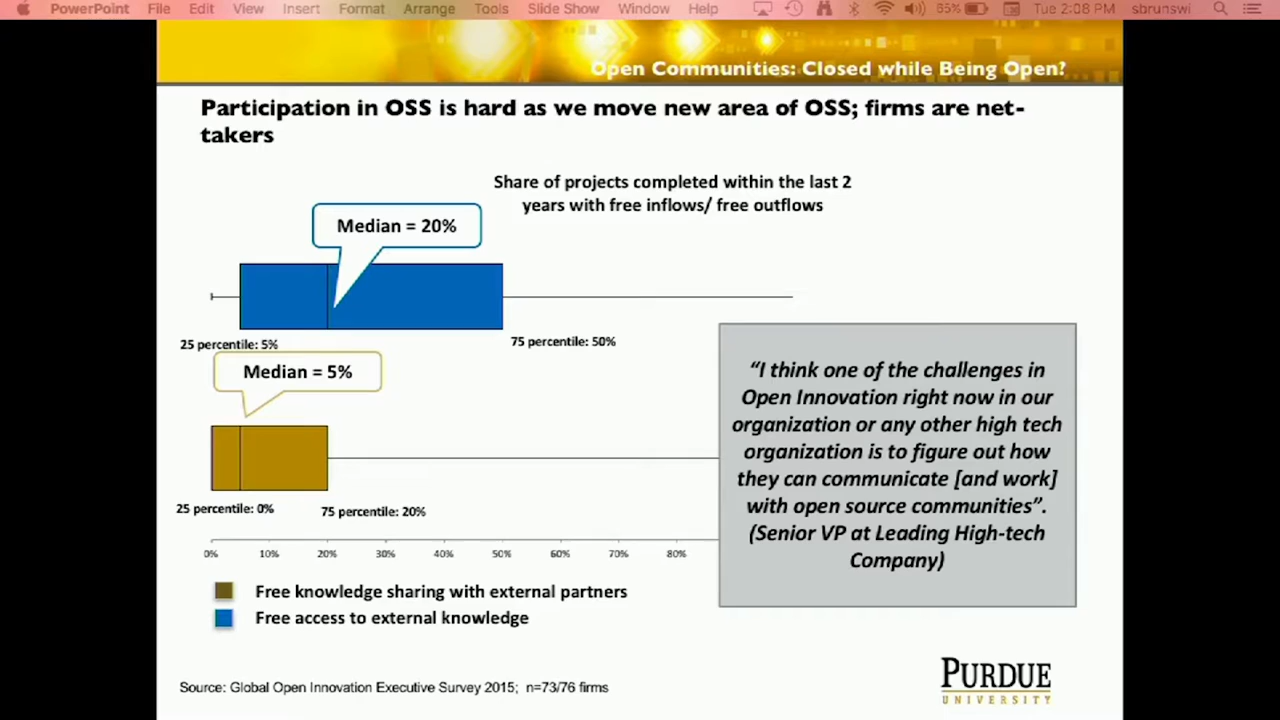 PowerPoint File Edit View Insert Format Arrange Tools Slide Show Window Help 65% Tue 2:08 PM sbrunswi
Open Communities: Closed while Being Open?
Participation in OSS is hard as we move new area of OSS; firms are net-
takers
Share of projects completed within the last 2
years with free inflows/ free outflows
Median = 20%
25 percentile: 5%
75 percentile: 50%
Median = 5%
25 percentile: 0%
75 percentile: 20%
0% 10% 20% 30% 40% 50% 60% 70% 80%
“I think one of the challenges in
Open Innovation right now in our
organization or any other high tech
organization is to figure out how
they can communicate [and work]
with open source communities”.
(Senior VP at Leading High-tech
Company)
Free knowledge sharing with external partners
Free access to external knowledge
Source: Global Open Innovation Executive Survey 2015; n=73/76 firms
PURDUE
UNIVERSITY